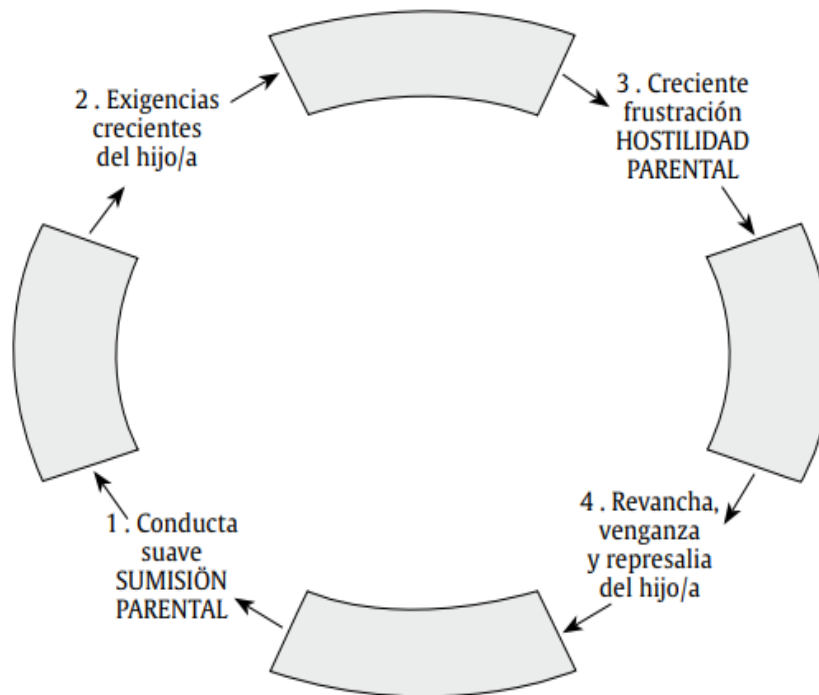 2 . Exigencias
crecientes
del hijo/a
3 . Creciente
frustración
HOSTILIDAD
PARENTAL
1 . Conducta
suave
SUMISIÖN
PARENTAL
4 . Revancha,
venganza
y represalia
del hijo/a